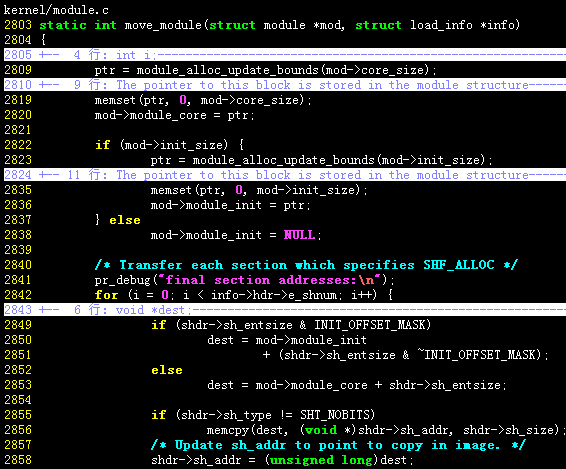 kernel/module.c
2803 static int move_module(struct module *mod, struct load_info *info)
2804 {
2805 +--  4 行: int i;
2809         ptr = module_alloc_update_bounds(mod->core_size);
2810 +--  9 行: The pointer to this block is stored in the module structure
2819         memset(ptr, 0, mod->core_size);
2820         mod->module_core = ptr;
2821
2822         if (mod->init_size) {
2823                 ptr = module_alloc_update_bounds(mod->init_size);
2824 +-- 11 行: The pointer to this block is stored in the module structure
2835                 memset(ptr, 0, mod->init_size);
2836                 mod->module_init = ptr;
2837         } else
2838                 mod->module_init = NULL;
2839
2840         /* Transfer each section which specifies SHF_ALLOC */
2841         pr_debug("final section addresses:\n");
2842         for (i = 0; i < info->hdr->e_shnum; i++) {
2843 +--  6 行: void *dest;
2849                 if (shdr->sh_entsize & INIT_OFFSET_MASK)
2850                         dest = mod->module_init
2851                                 + (shdr->sh_entsize & ~INIT_OFFSET_MASK);
2852                 else
2853                         dest = mod->module_core + shdr->sh_entsize;
2854
2855                 if (shdr->sh_type != SHT_NOBITS)
2856                         memcpy(dest, (void *)shdr->sh_addr, shdr->sh_size);
2857                 /* Update sh_addr to point to copy in image. */
2858                 shdr->sh_addr = (unsigned long)dest;